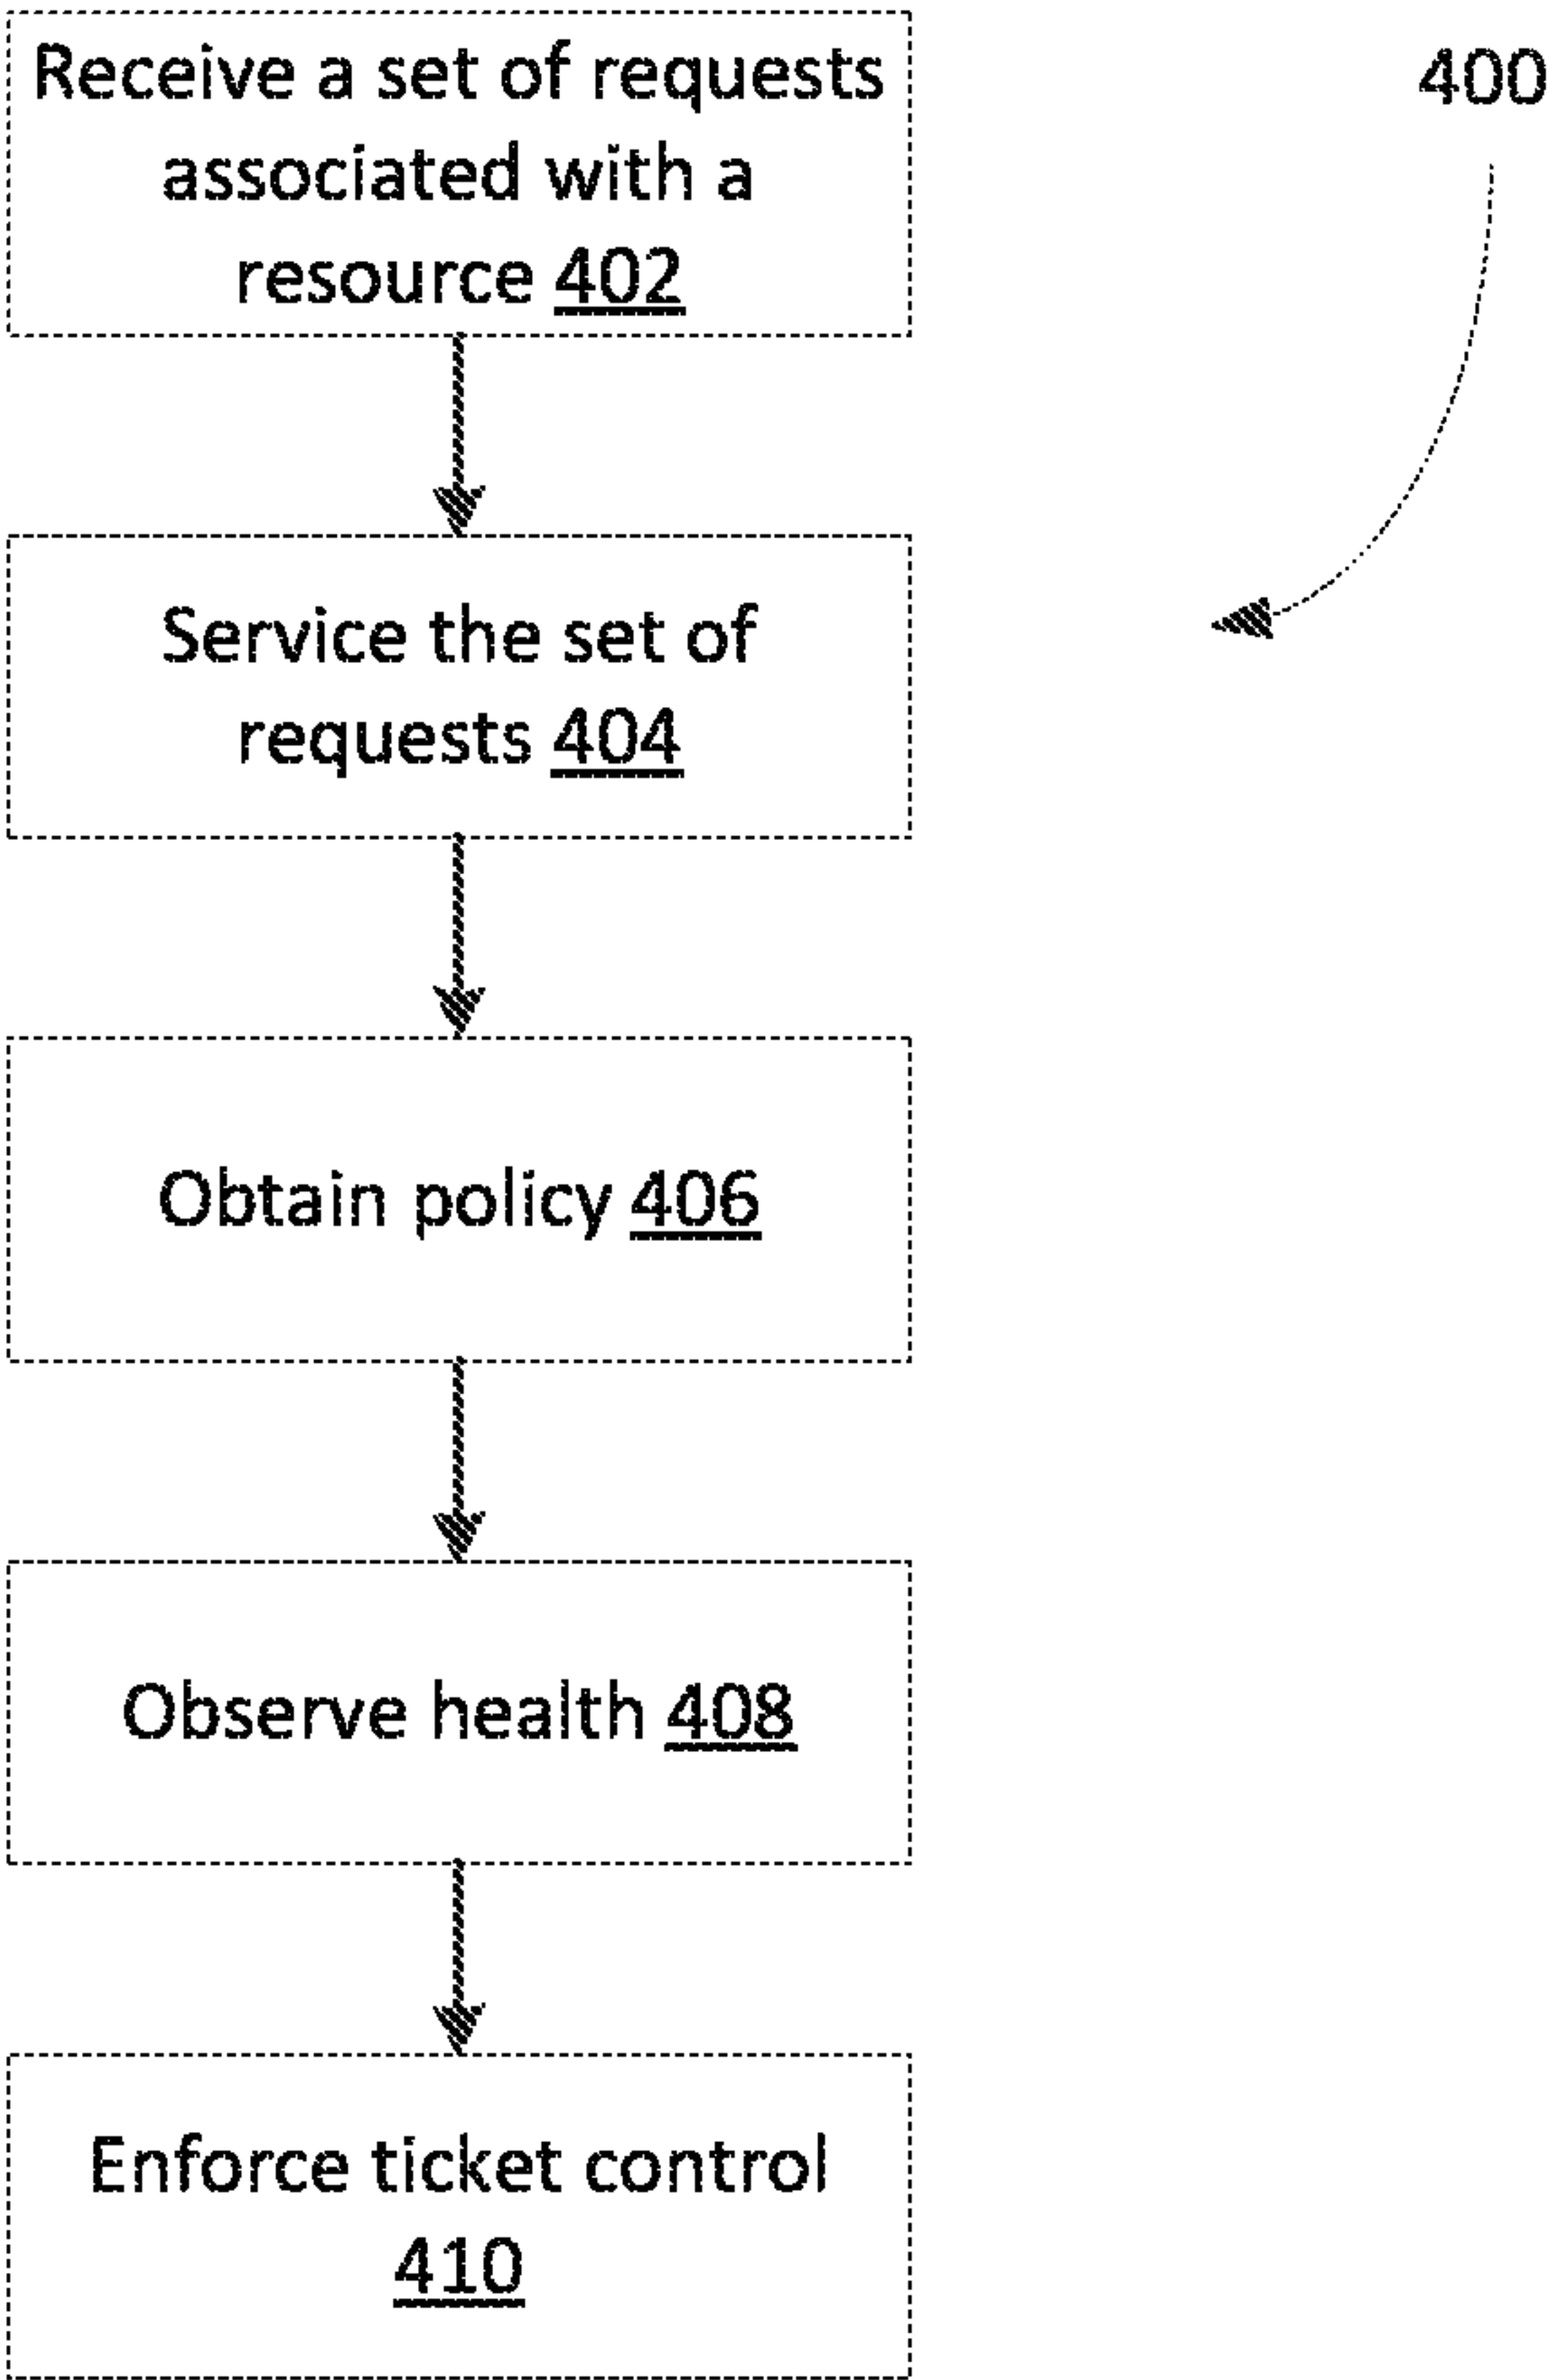 Receive a set of requests
associated with a
resource 402
400
Service the set of
requests 404
Obtain policy 406
Observe health 408
Enforce ticket control
410